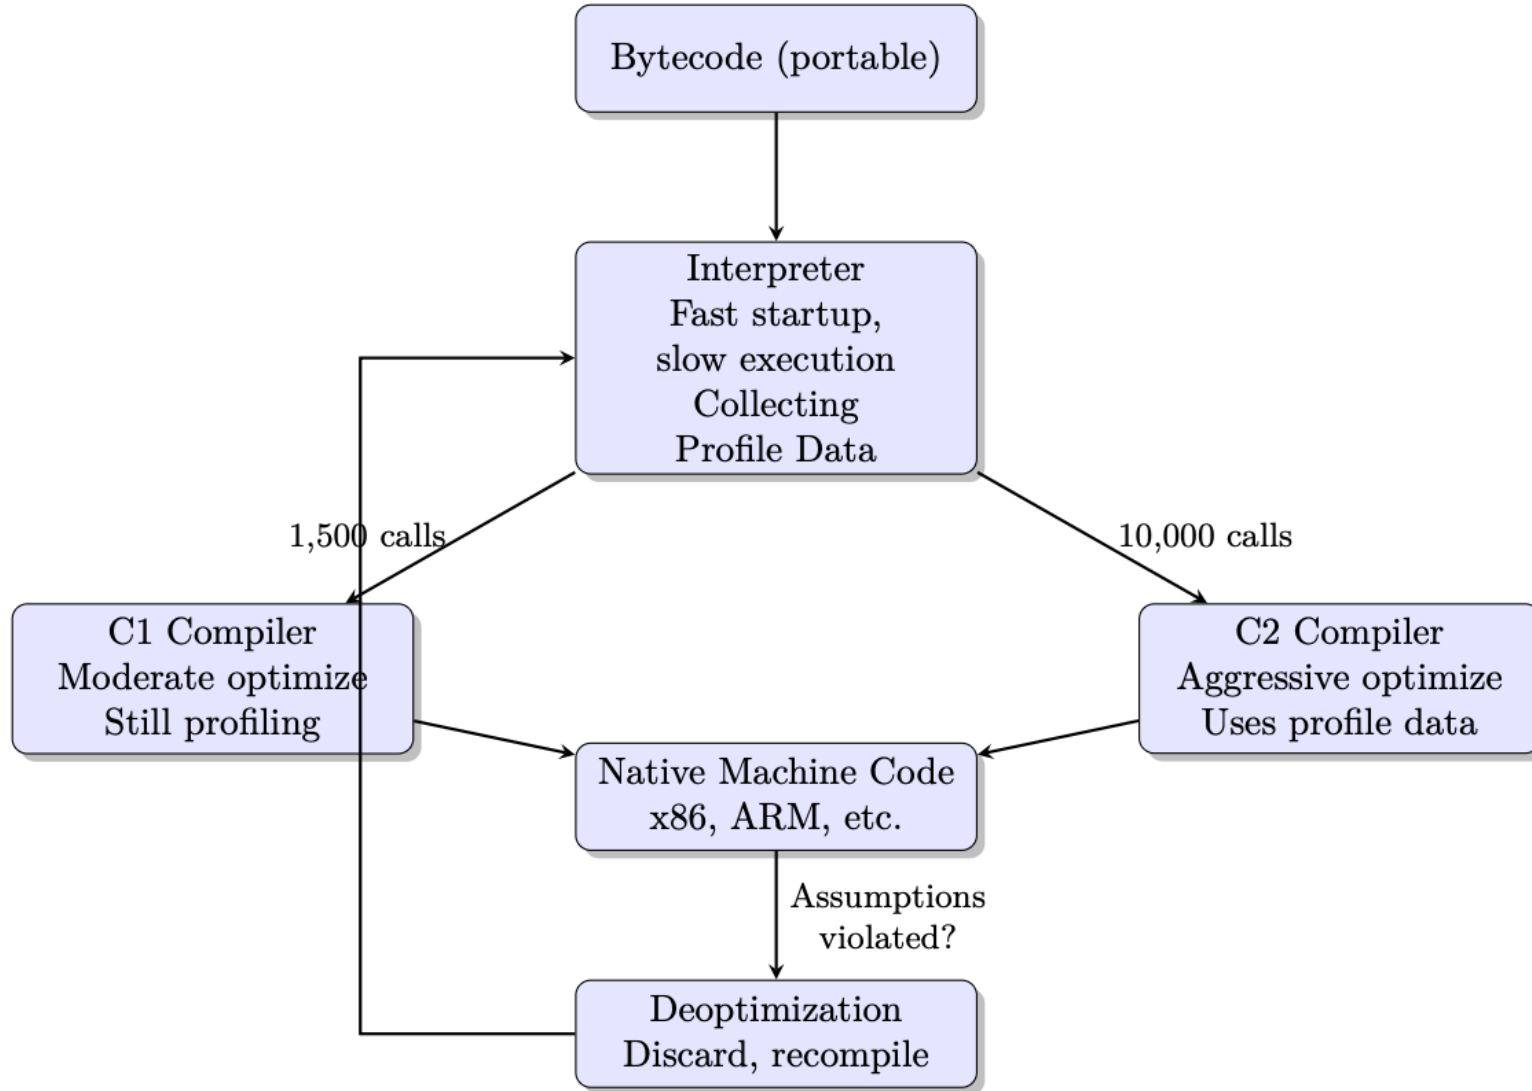 Bytecode (portable)
Interpreter
Fast startup,
slow execution
Collecting
Profile Data
1,500 calls
10,000 calls
C1 Compiler
Moderate optimize
Still profiling
C2 Compiler
Aggressive optimize
Uses profile data
Native Machine Code
x86, ARM, etc.
Assumptions
violated?
Deoptimization
Discard, recompile